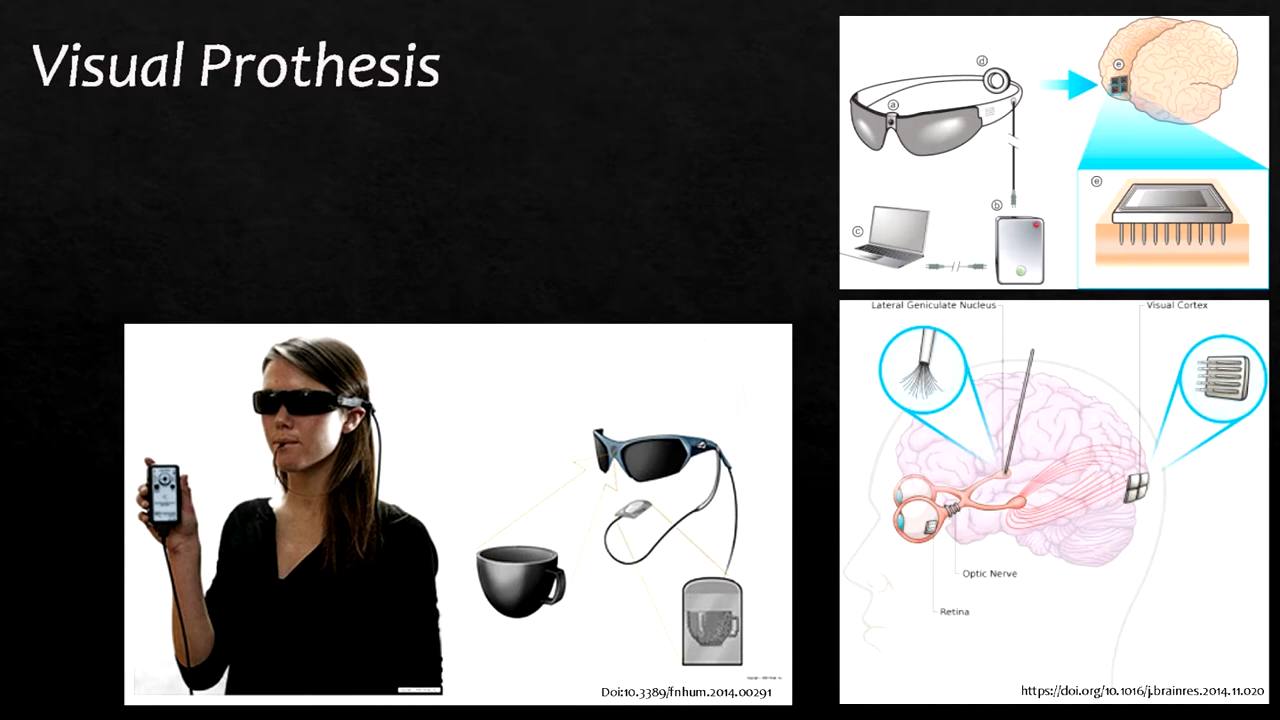 Visual Prothesis
d
a
e
b
c
e
Lateral Geniculate Nucleus
Visual Cortex
Optic Nerve
Retina
Doi:10.3389/fnhum.2014.00291
https://doi.org/10.1016/j.brainres.2014.11.020